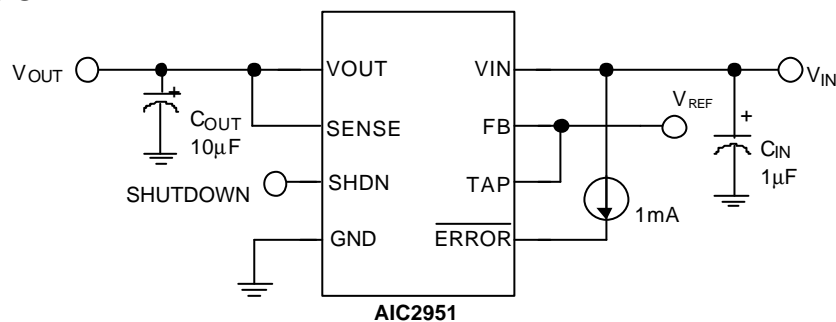 VOUT
COUT
10µF
SHUTDOWN
VOUT
SENSE
SHDN
GND
VIN
FB
TAP
ERROR
VREF
VIN
CIN
1µF
1mA
+
+
AIC2951